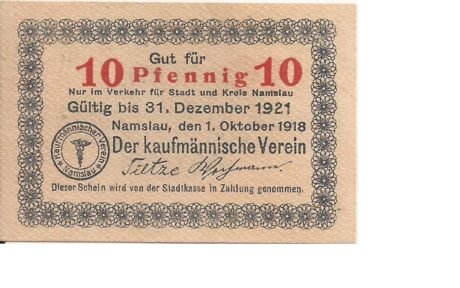 Gut für
10 Pfennig 10
Nur im Verkehr für Stadt und Kreis Namslau
Gültig bis 31. Dezember 1921
Namslau, den 1. Oktober 1918
Der kaufmännische Verein
Kaufmännischer Verein
Namslau
Tietze
Dieser Schein wird von der Stadtkasse in Zahlung genommen.